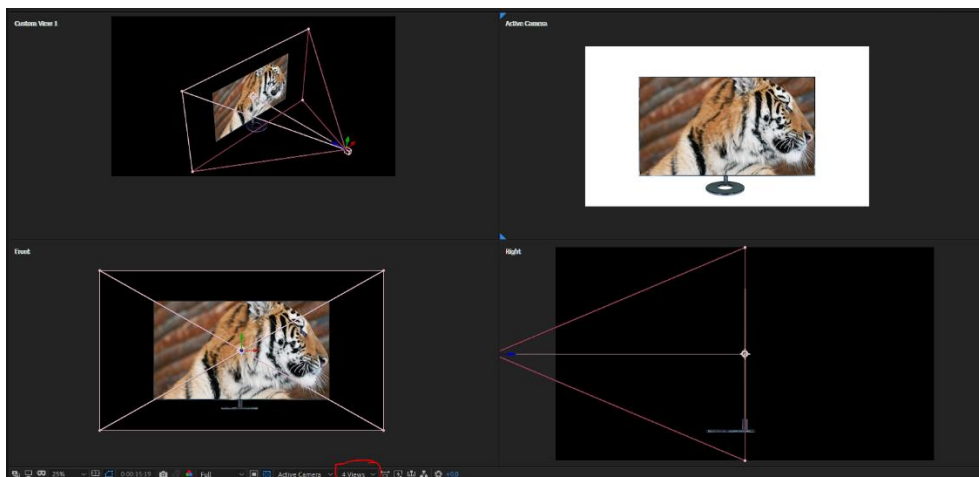 Custom View 1
Active Camera
Front
Right
25%
0:00:15:19
Full
Active Camera
4 Views
+0.0